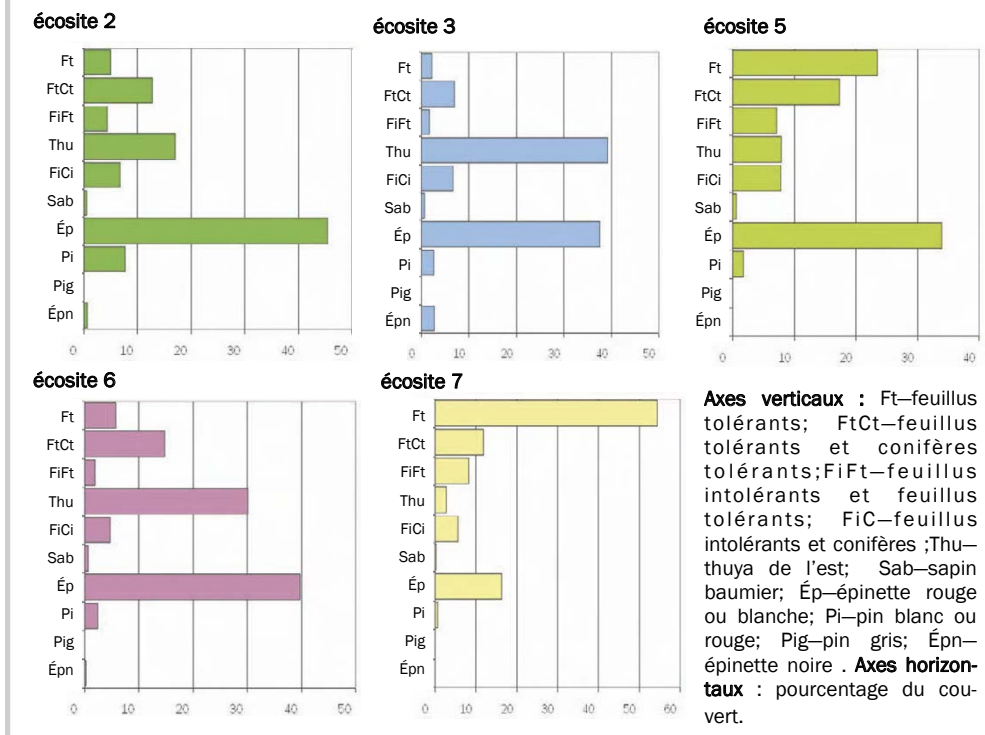 écosite 2
Ft
FtCt
FiFt
Thu
FiCi
Sab
Ép
Pi
Pig
Épn
0 10 20 30 40 50
écosite 3
Ft
FtCt
FiFt
Thu
FiCi
Sab
Ép
Pi
Pig
Épn
0 10 20 30 40 50
écosite 5
Ft
FtCt
FiFt
Thu
FiCi
Sab
Ép
Pi
Pig
Épn
0 10 20 30 40
écosite 6
Ft
FtCt
FiFt
Thu
FiCi
Sab
Ép
Pi
Pig
Épn
0 10 20 30 40 50
écosite 7
Ft
FtCt
FiFt
Thu
FiCi
Sab
Ép
Pi
Pig
Épn
0 10 20 30 40 50 60
Axes verticaux : Ft—feuillus
tolérants; FtCt—feuillus
tolérants et conifères
tolérants;FiFt—feuillus
intolérants et feuillus
tolérants; FiC—feuillus
intolérants et conifères ;Thu—
thuya de l'est; Sab—sapin
baumier; Ép—épinette rouge
ou blanche; Pi—pin blanc ou
rouge; Pig—pin gris; Épn—
épinette noire . Axes horizon-
taux : pourcentage du cou-
vert.